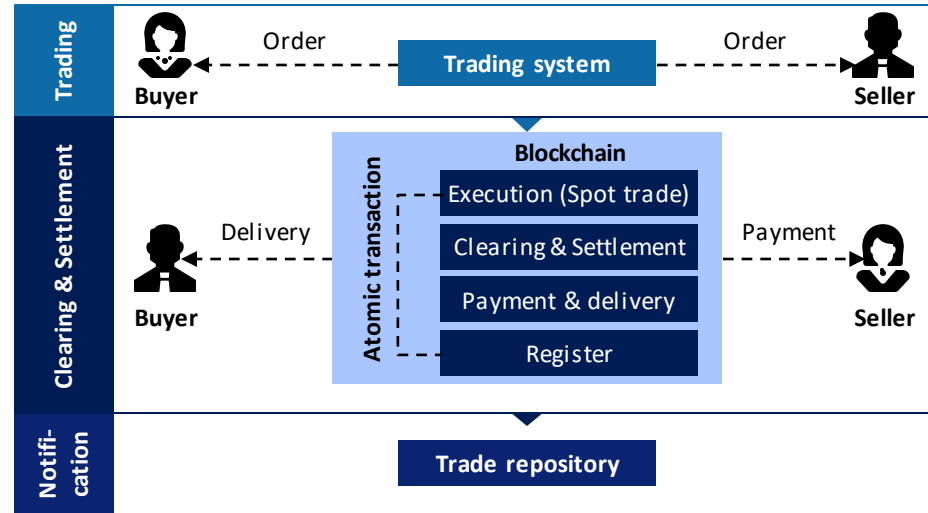 Trading
Order
Trading system
Order
Buyer
Seller
Clearing & Settlement
Blockchain
Atomic transaction
Execution (Spot trade)
Clearing & Settlement
Payment & delivery
Register
Delivery
Payment
Buyer
Seller
Notifi-
cation
Trade repository